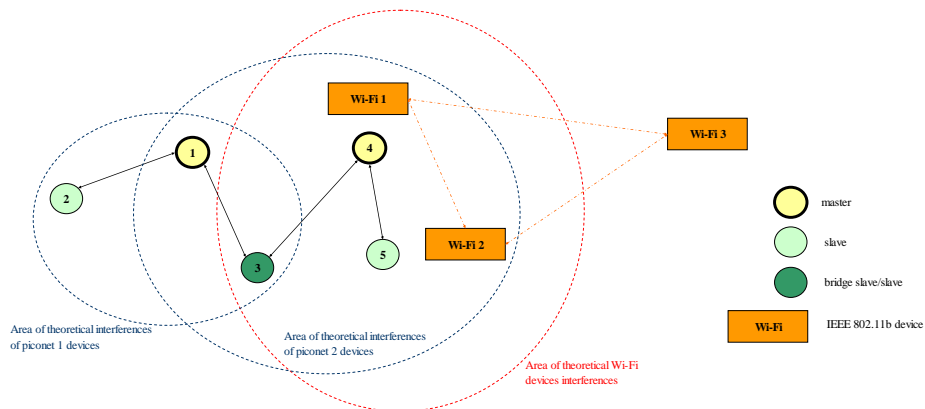 Wi-Fi 1
4
Wi-Fi 3
1
2
master
slave
Wi-Fi 2
5
3
bridge slave/slave
Wi-Fi
IEEE 802.11b device
Area of theoretical interferences
of piconet 1 devices
Area of theoretical interferences
of piconet 2 devices
Area of theoretical Wi-Fi
devices interferences